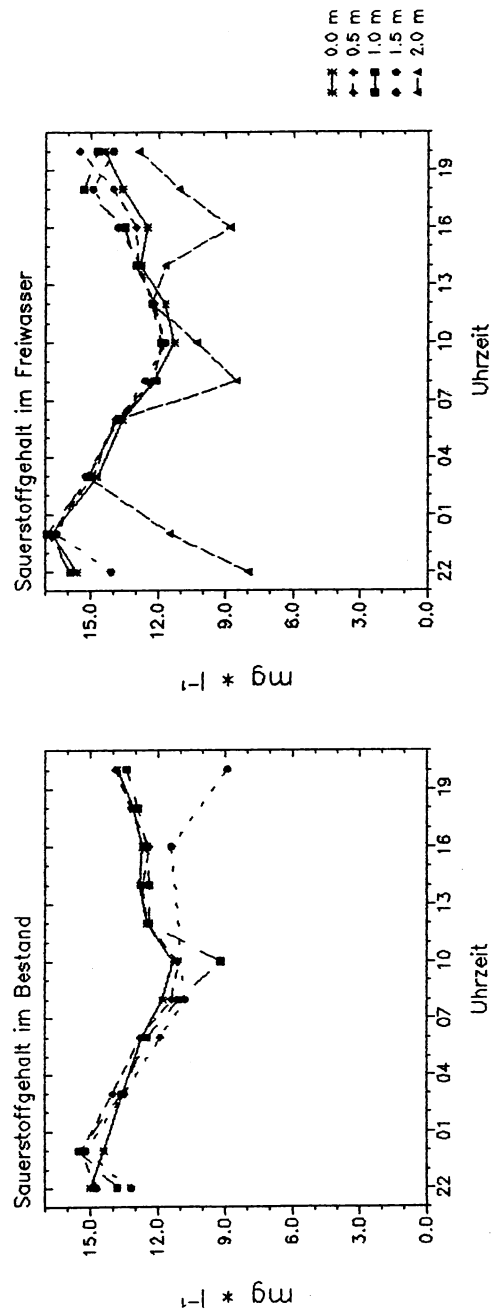 Sauerstoffgehalt im Bestand
mg * l⁻¹
15.0
12.0
9.0
6.0
3.0
0.0
22 01 04 07 10 13 16 19
Uhrzeit
Sauerstoffgehalt im Freiwasser
mg * l⁻¹
15.0
12.0
9.0
6.0
3.0
0.0
22 01 04 07 10 13 16 19
Uhrzeit
0.0 m
0.5 m
1.0 m
1.5 m
2.0 m